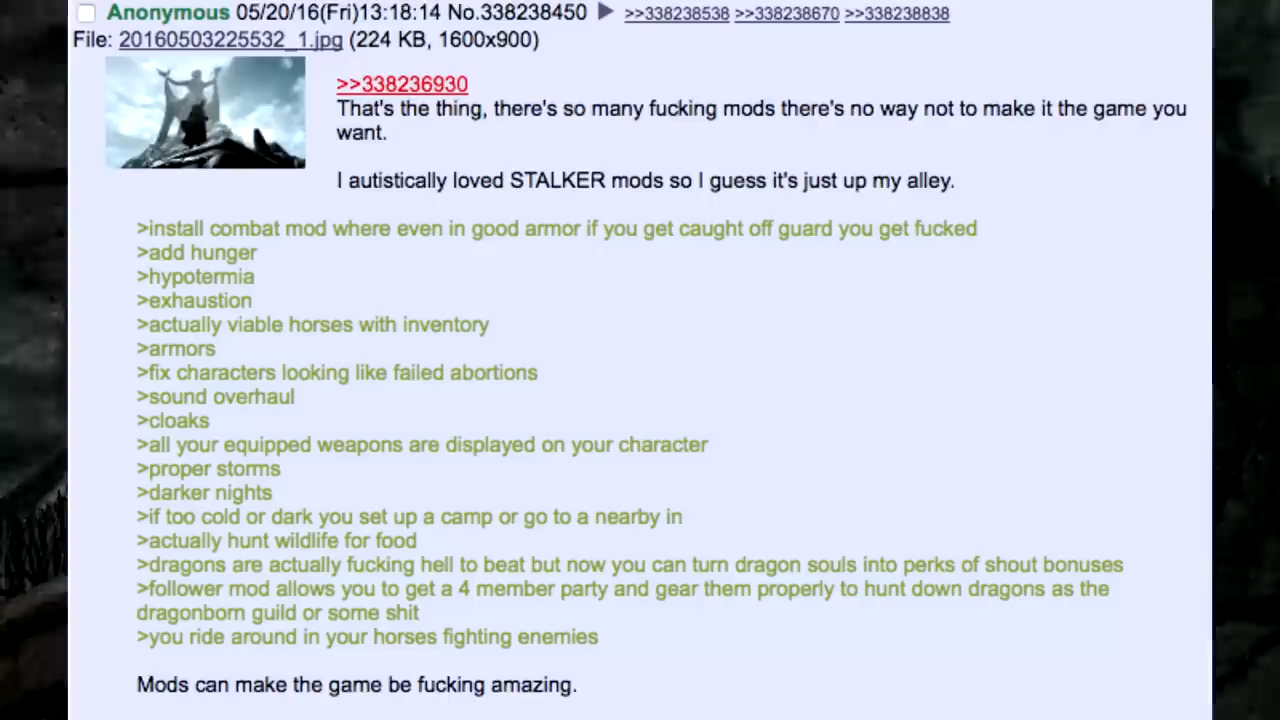 Anonymous 05/20/16(Fri)13:18:14 No.338238450 ▶ >>338238538 >>338238670 >>338238838
File: 20160503225532_1.jpg (224 KB, 1600x900)
>>338236930
That's the thing, there's so many fucking mods there's no way not to make it the game you
want.
I autistically loved STALKER mods so I guess it's just up my alley.
>install combat mod where even in good armor if you get caught off guard you get fucked
>add hunger
>hypotermia
>exhaustion
>actually viable horses with inventory
>armors
>fix characters looking like failed abortions
>sound overhaul
>cloaks
>all your equipped weapons are displayed on your character
>proper storms
>darker nights
>if too cold or dark you set up a camp or go to a nearby in
>actually hunt wildlife for food
>dragons are actually fucking hell to beat but now you can turn dragon souls into perks of shout bonuses
>follower mod allows you to get a 4 member party and gear them properly to hunt down dragons as the
dragonborn guild or some shit
>you ride around in your horses fighting enemies
Mods can make the game be fucking amazing.